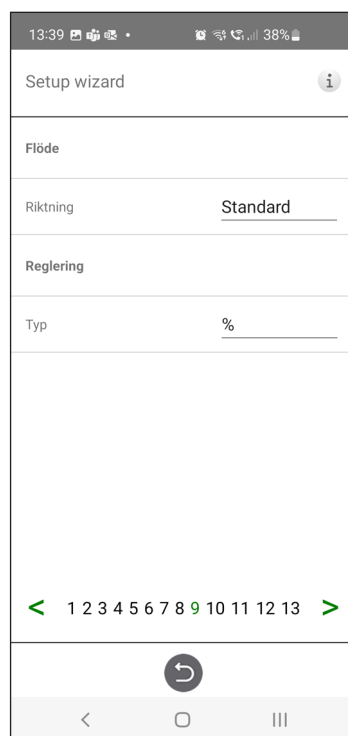 13:39 38%
Setup wizard i
Flöde
Riktning Standard
Reglering
Typ %
< 1 2 3 4 5 6 7 8 9 10 11 12 13 >